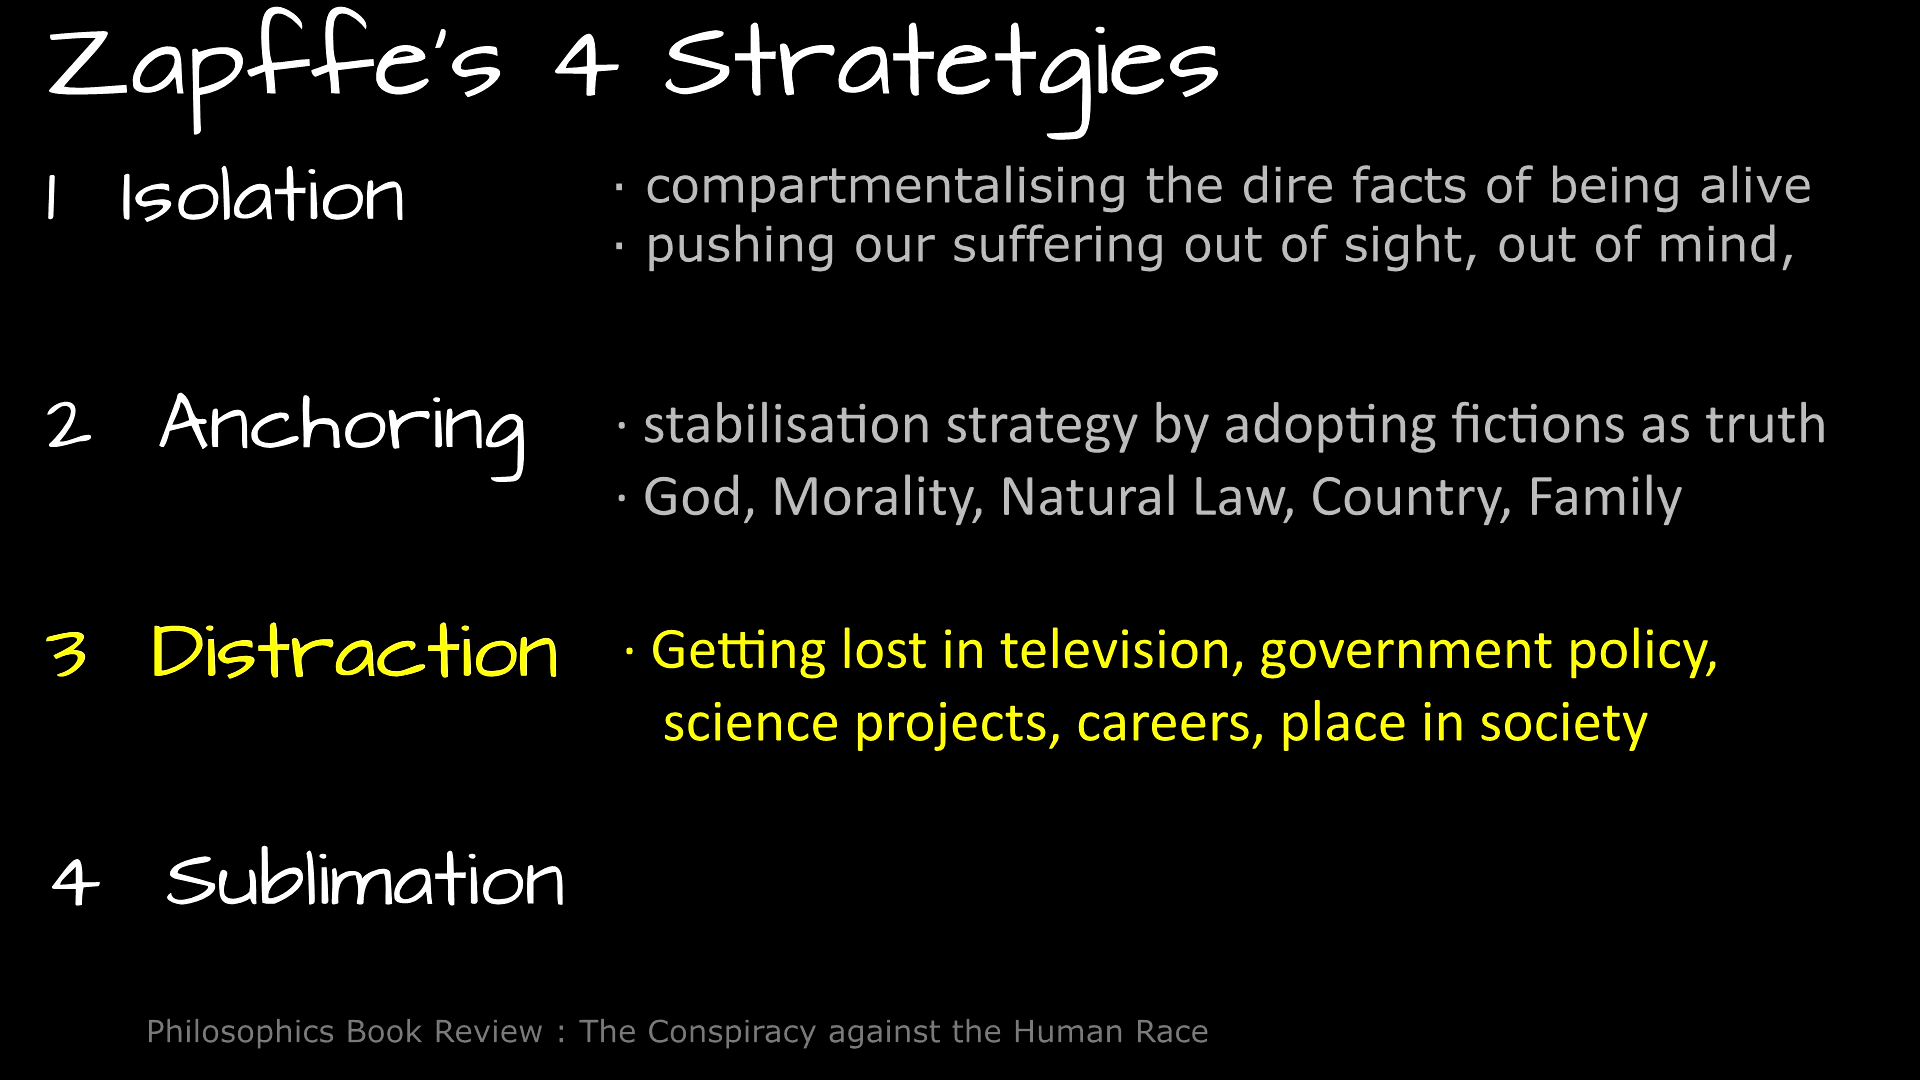 Zapffe's 4 Stratetgies
1 Isolation
· compartmentalising the dire facts of being alive
· pushing our suffering out of sight, out of mind,
2 Anchoring
· stabilisation strategy by adopting fictions as truth
· God, Morality, Natural Law, Country, Family
3 Distraction
· Getting lost in television, government policy,
science projects, careers, place in society
4 Sublimation
Philosophics Book Review : The Conspiracy against the Human Race